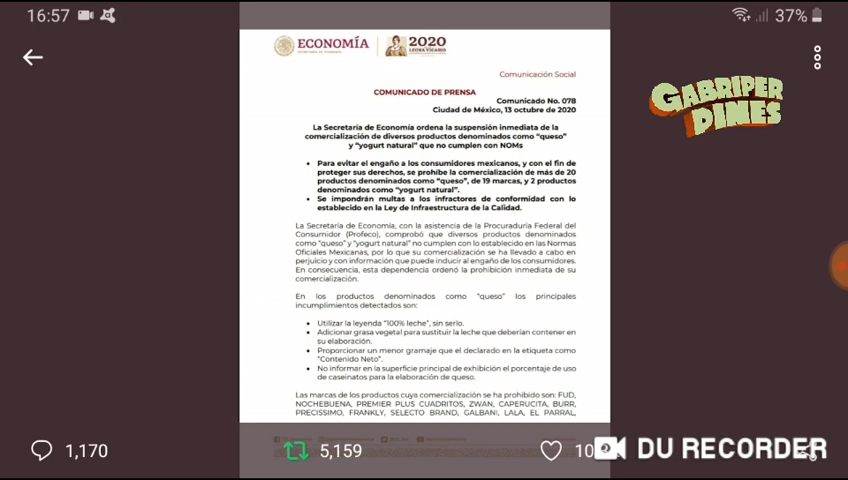 16:57
37%
ECONOMÍA
SECRETARÍA DE ECONOMÍA
2020
LEONA VICARIO
GABRIPER PIMES
Comunicación Social
COMUNICADO DE PRENSA
Comunicado No. 078
Ciudad de México, 13 octubre de 2020
La Secretaría de Economía ordena la suspensión inmediata de la
comercialización de diversos productos denominados como “queso”
y “yogurt natural” que no cumplen con NOMs
• Para evitar el engaño a los consumidores mexicanos, y con el fin de
proteger sus derechos, se prohíbe la comercialización de más de 20
productos denominados como “queso”, de 19 marcas, y 2 productos
denominados como “yogurt natural”.
• Se impondrán multas a los infractores de conformidad con lo
establecido en la Ley de Infraestructura de la Calidad.
La Secretaría de Economía, con la asistencia de la Procuraduría Federal del
Consumidor (Profeco), comprobó que diversos productos denominados
como “queso” y “yogurt natural” no cumplen con lo establecido en las Normas
Oficiales Mexicanas, por lo que su comercialización se ha llevado a cabo en
perjuicio y con información que puede inducir al engaño de los consumidores.
En consecuencia, esta dependencia ordenó la prohibición inmediata de su
comercialización.
En los productos denominados como “queso” los principales
incumplimientos detectados son:
• Utilizar la leyenda “100% leche”, sin serlo.
• Adicionar grasa vegetal para sustituir la leche que deberían contener en
su elaboración.
• Proporcionar un menor gramaje que el declarado en la etiqueta como
“Contenido Neto”.
• No informar en la superficie principal de exhibición el porcentaje de uso
de caseinatos para la elaboración de queso.
Las marcas de los productos cuya comercialización se ha prohibido son: FUD,
NOCHEBUENA, PREMIER PLUS CUADRITOS, ZWAN, CAPERUCITA, BURR,
PRECISSIMO, FRANKLY, SELECTO BRAND, GALBANI, LALA, EL PARRAL,
1,170
5,159
10
DU RECORDER